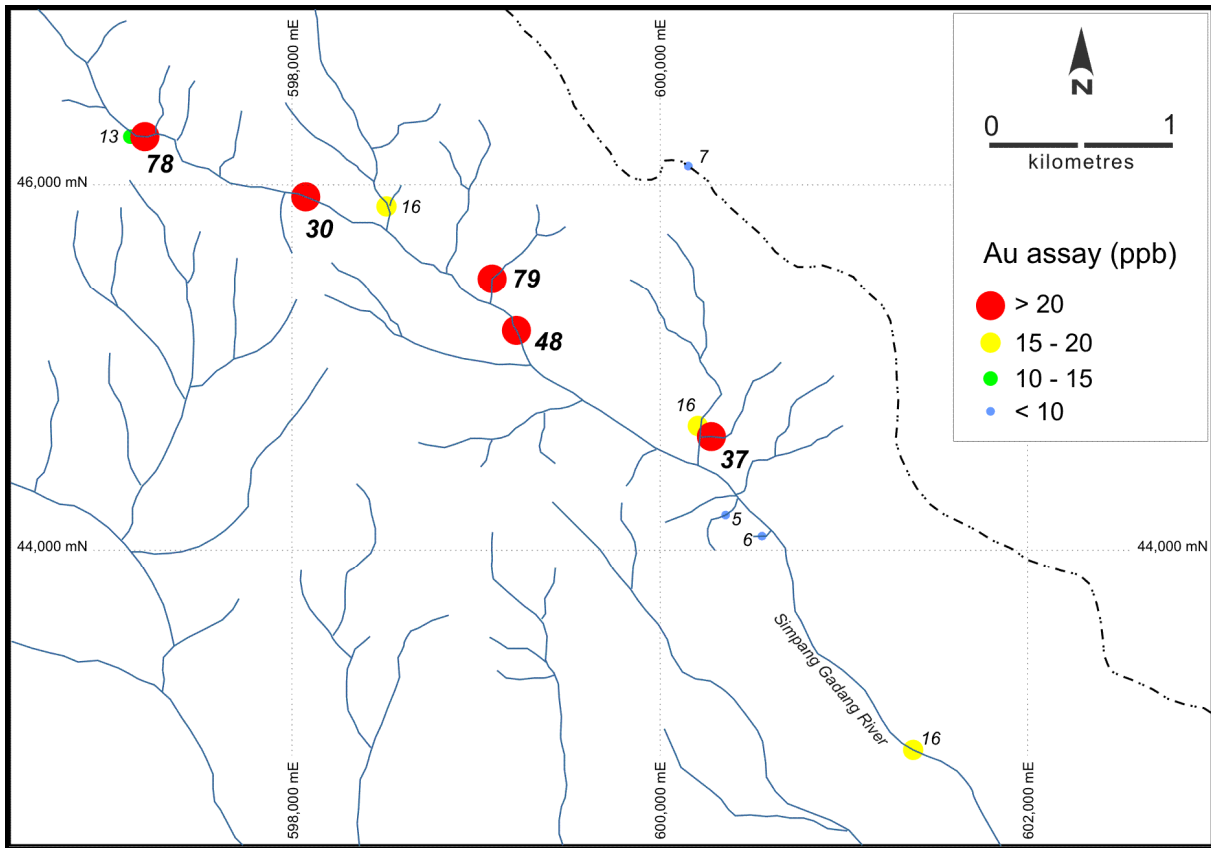 598,000 mE
600,000 mE
N
0 1
kilometres
13
78
7
46,000 mN
16
30
Au assay (ppb)
79
> 20
48
15 - 20
10 - 15
16
< 10
37
5
6
44,000 mN
44,000 mN
Simpang Gadang River
16
598,000 mE
600,000 mE
602,000 mE